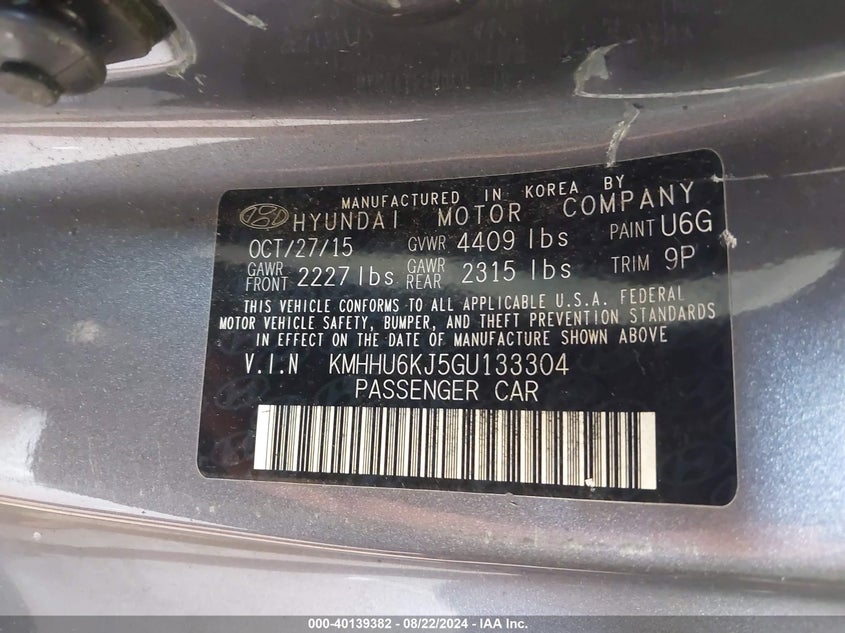 MANUFACTURED IN KOREA BY
HYUNDAI MOTOR COMPANY
OCT/27/15 GVWR 4409 lbs PAINT U6G
GAWR FRONT 2227 lbs GAWR REAR 2315 lbs TRIM 9P
THIS VEHICLE CONFORMS TO ALL APPLICABLE U.S.A. FEDERAL
MOTOR VEHICLE SAFETY, BUMPER, AND THEFT PREVENTION STANDARDS
IN EFFECT ON THE DATE OF MANUFACTURE SHOWN ABOVE
V.I.N KMHHU6KJ5GU133304
PASSENGER CAR
000-40139382 - 08/22/2024 - IAA Inc.